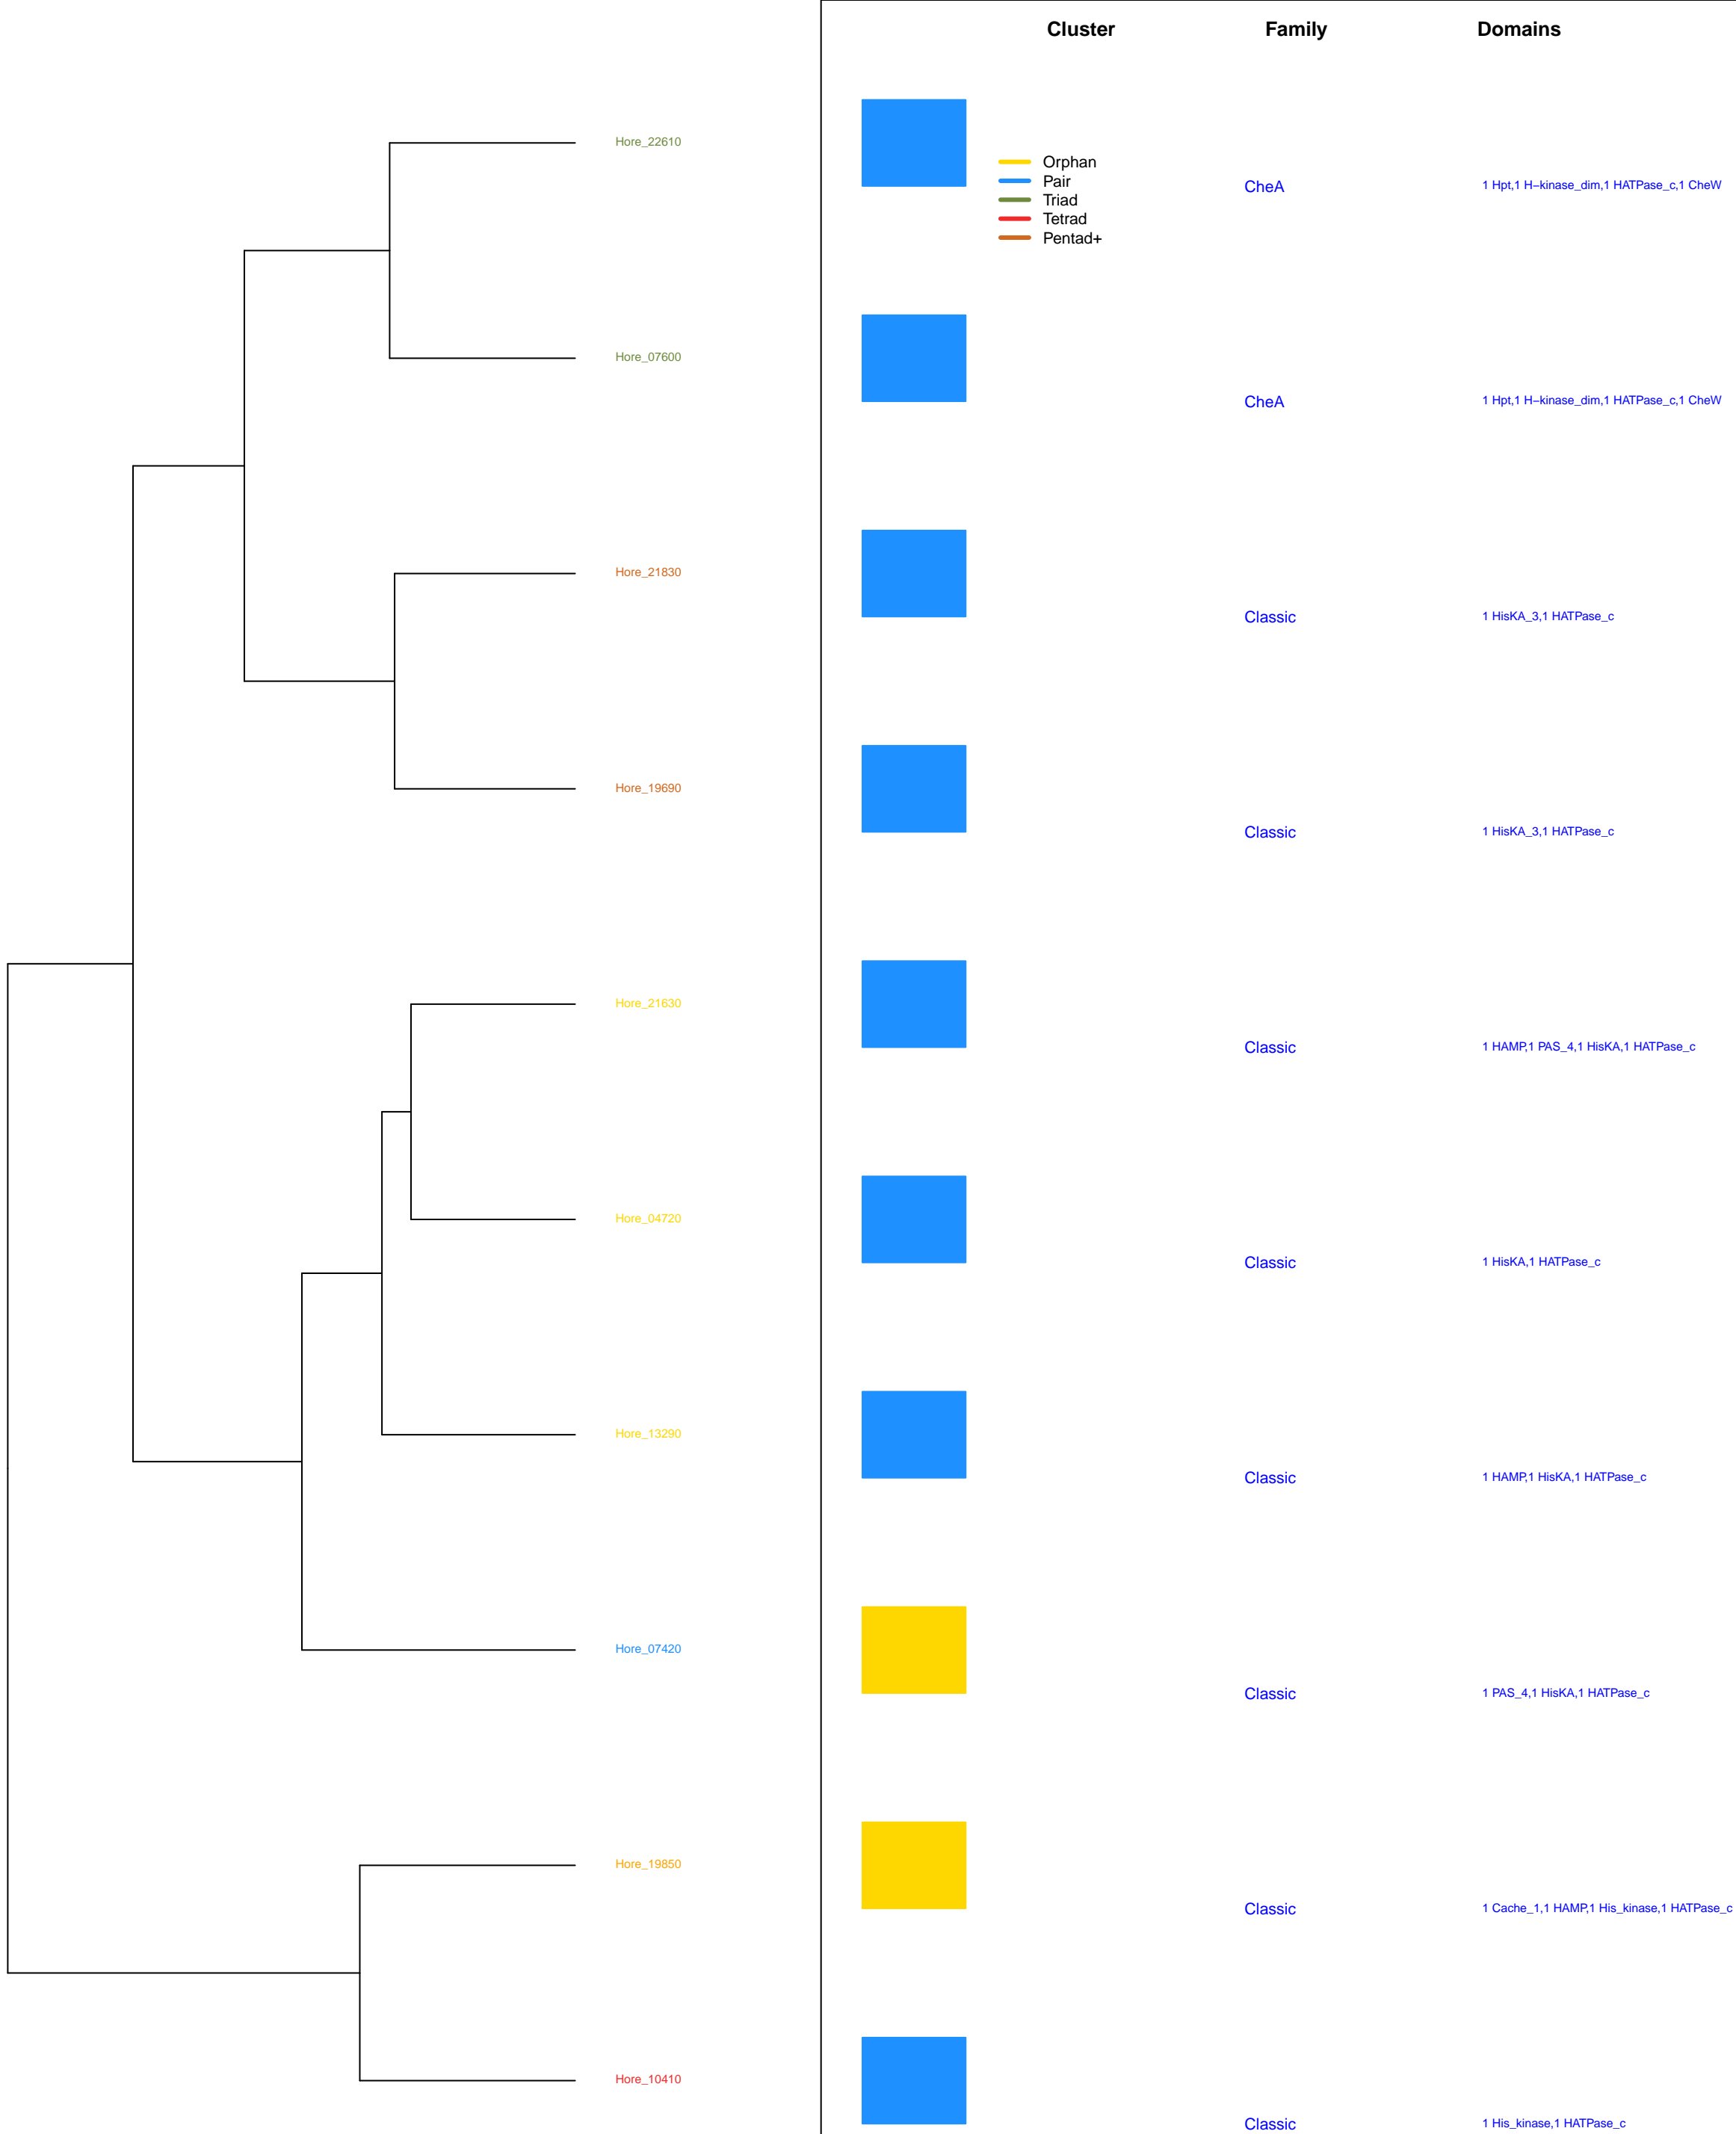 Cluster Family Domains
Hore_22610
Orphan
Pair
Triad
Tetrad
Pentad+
CheA 1 Hpt,1 H−kinase_dim,1 HATPase_c,1 CheW
Hore_07600
CheA 1 Hpt,1 H−kinase_dim,1 HATPase_c,1 CheW
Hore_21830
Classic 1 HisKA_3,1 HATPase_c
Hore_19690
Classic 1 HisKA_3,1 HATPase_c
Hore_21630
Classic 1 HAMP,1 PAS_4,1 HisKA,1 HATPase_c
Hore_04720
Classic 1 HisKA,1 HATPase_c
Hore_13290
Classic 1 HAMP,1 HisKA,1 HATPase_c
Hore_07420
Classic 1 PAS_4,1 HisKA,1 HATPase_c
Hore_19850
Classic 1 Cache_1,1 HAMP,1 His_kinase,1 HATPase_c
Hore_10410
Classic 1 His_kinase,1 HATPase_c